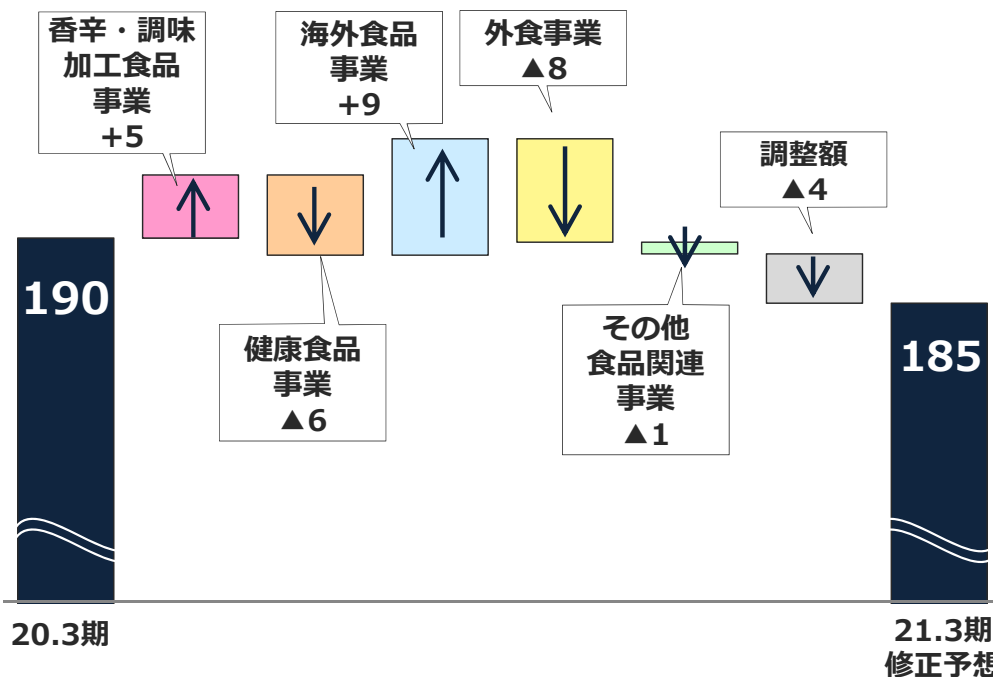 香辛・調味
加工食品
事業
+5
海外食品
事業
+9
外食事業
▲8
調整額
▲4
190
健康食品
事業
▲6
その他
食品関連
事業
▲1
185
20.3期
21.3期
修正予想